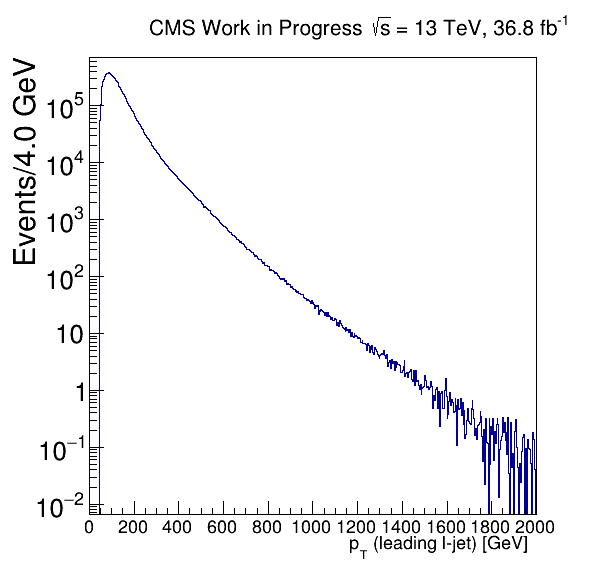 CMS Work in Progress √s = 13 TeV, 36.8 fb⁻¹
Events/4.0 GeV
10⁵
10⁴
10³
10²
10
1
10⁻¹
10⁻²
0 200 400 600 800 1000 1200 1400 1600 1800 2000
p_T (leading l-jet) [GeV]